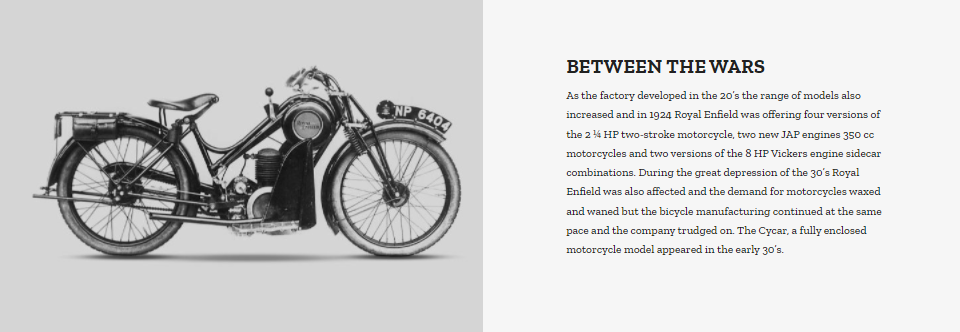 NP 6404
BETWEEN THE WARS
As the factory developed in the 20's the range of models also
increased and in 1924 Royal Enfield was offering four versions of
the 2 ¼ HP two-stroke motorcycle, two new JAP engines 350 cc
motorcycles and two versions of the 8 HP Vickers engine sidecar
combinations. During the great depression of the 30's Royal
Enfield was also affected and the demand for motorcycles waxed
and waned but the bicycle manufacturing continued at the same
pace and the company trudged on. The Cycar, a fully enclosed
motorcycle model appeared in the early 30's.